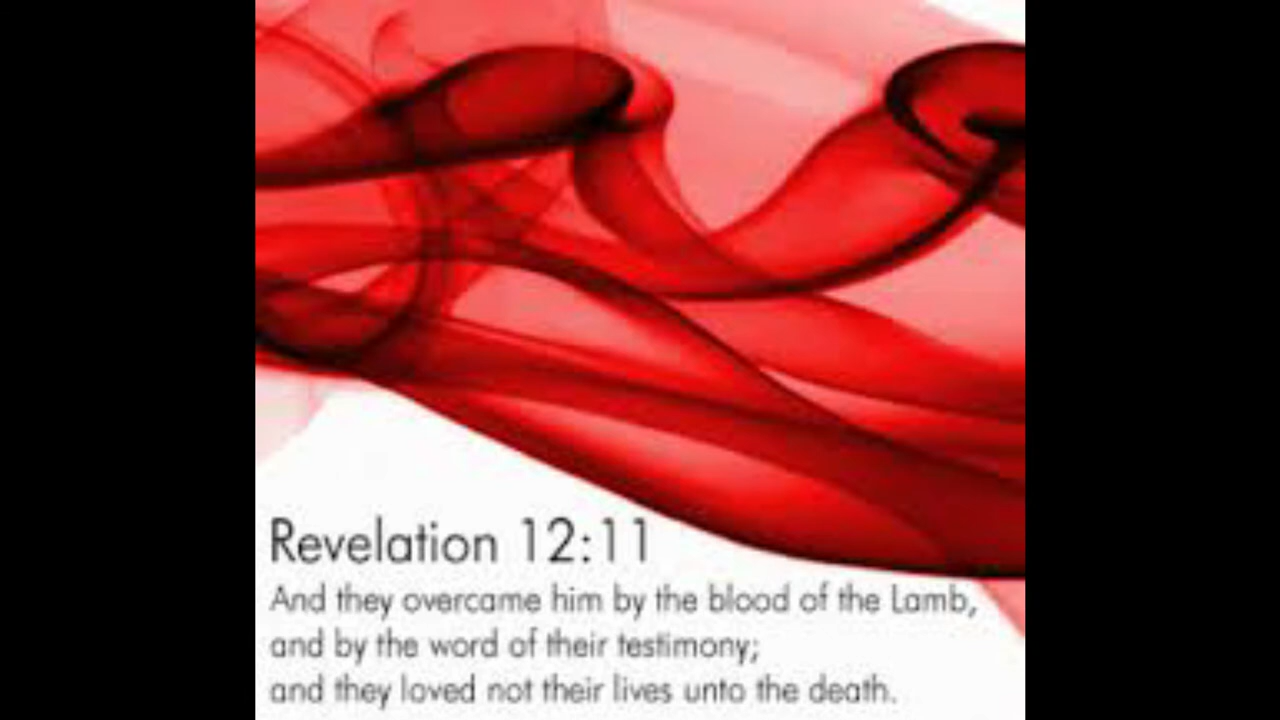 Revelation 12:11
And they overcame him by the blood of the Lamb,
and by the word of their testimony;
and they loved not their lives unto the death.